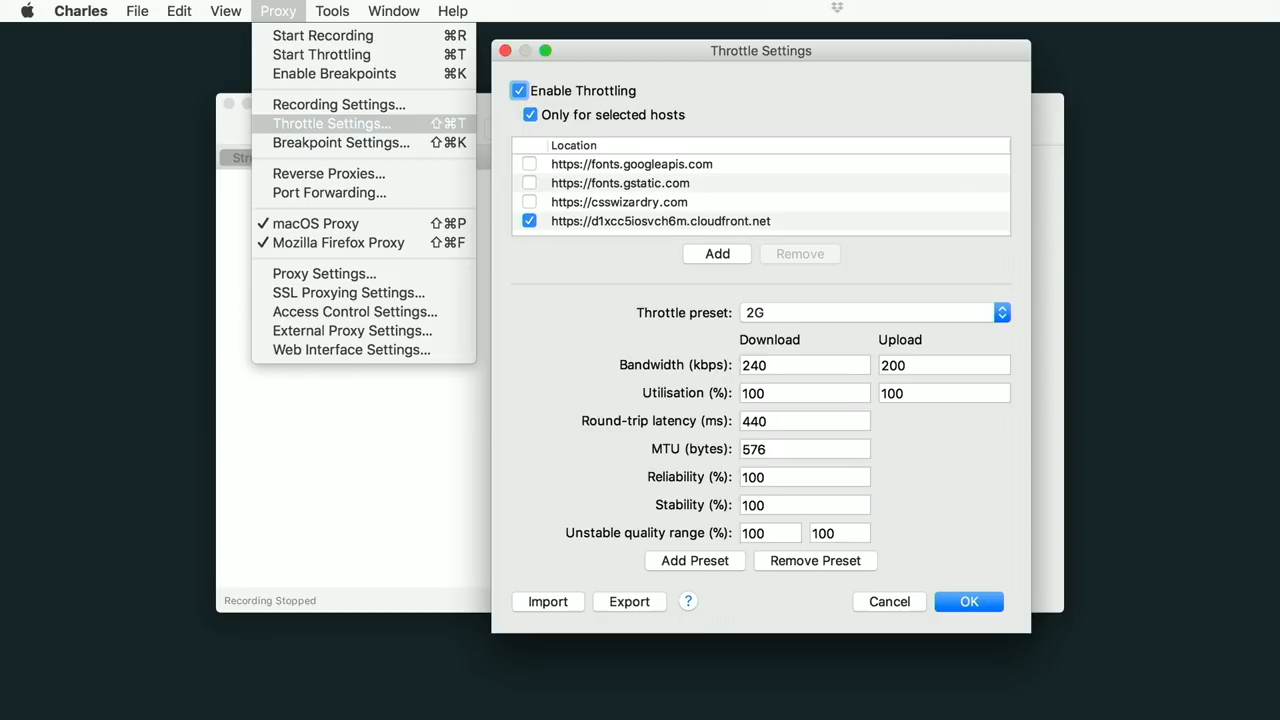 Charles File Edit View Proxy Tools Window Help
Start Recording ⌘R
Start Throttling ⌘T
Enable Breakpoints ⌘K
Recording Settings...
Throttle Settings... ⇧⌘T
Breakpoint Settings... ⇧⌘K
Reverse Proxies...
Port Forwarding...
✓ macOS Proxy ⇧⌘P
✓ Mozilla Firefox Proxy ⇧⌘F
Proxy Settings...
SSL Proxying Settings...
Access Control Settings...
External Proxy Settings...
Web Interface Settings...
Recording Stopped
Throttle Settings
Enable Throttling
Only for selected hosts
Location
https://fonts.googleapis.com
https://fonts.gstatic.com
https://csswizardry.com
https://d1xcc5iosvch6m.cloudfront.net
Add Remove
Throttle preset: 2G
Download Upload
Bandwidth (kbps): 240 200
Utilisation (%): 100 100
Round-trip latency (ms): 440
MTU (bytes): 576
Reliability (%): 100
Stability (%): 100
Unstable quality range (%): 100 100
Add Preset Remove Preset
Import Export ? Cancel OK